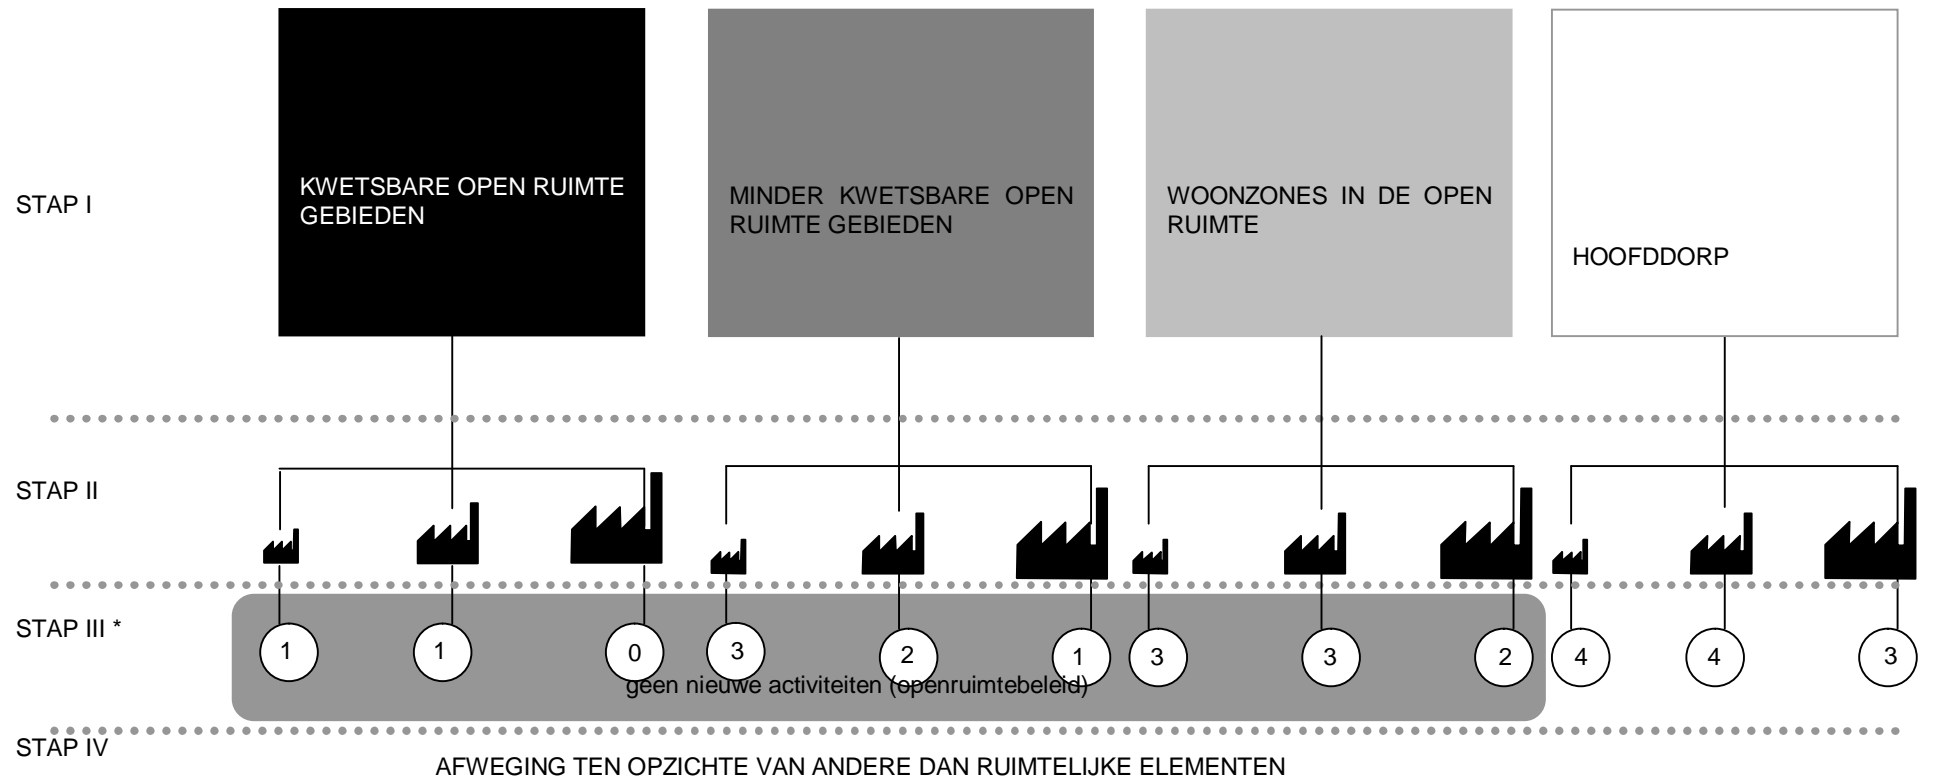 STAP I
KWETSBARE OPEN RUIMTE
GEBIEDEN
MINDER KWETSBARE OPEN
RUIMTE GEBIEDEN
WOONZONES IN DE OPEN
RUIMTE
HOOFDDORP
STAP II
STAP III *
1 1 0 3 2 1 3 3 2 4 4 3
geen nieuwe activiteiten (openruimtebeleid)
STAP IV
AFWEGING TEN OPZICHTE VAN ANDERE DAN RUIMTELIJKE ELEMENTEN